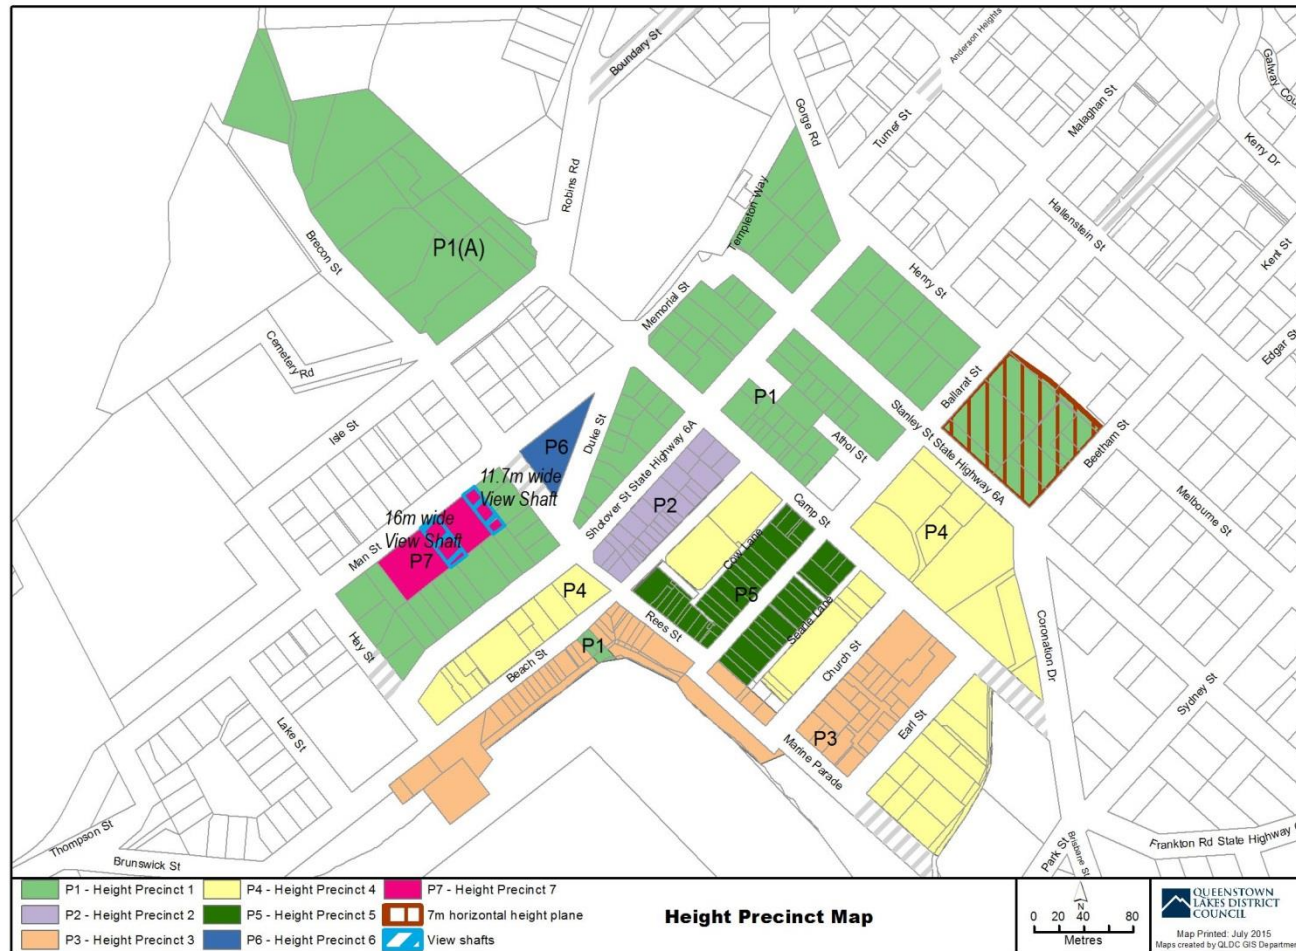 Boundary St
Anderson Heights
Gorge Rd
Turner St
Malaghan St
Kerry Dr
Robins Rd
Templeton Way
Hallenstein St
Kent St
Brecon St
P1(A)
Henry St
Memorial St
Edgar St
Cemetery Rd
Ballarat St
P1
Stanley St State Highway 6A
Beetham St
Isle St
Duke St
Athol St
P6
11.7m wide
View Shaft
Shotover St State Highway 6A
Melbourne St
16m wide
View Shaft
P2
Camp St
P4
Man St
P7
Cow Lane
P4
P5
Searle Lane
Coronation Dr
Rees St
Hay St
P1
Church St
Beach St
Sydney St
Lake St
Earl St
P3
Marine Parade
Thompson St
Brunswick St
Park St
Brisbane St
Frankton Rd State Highway
P1 - Height Precinct 1
P4 - Height Precinct 4
P7 - Height Precinct 7
P2 - Height Precinct 2
P5 - Height Precinct 5
7m horizontal height plane
P3 - Height Precinct 3
P6 - Height Precinct 6
View shafts
Height Precinct Map
N
0 20 40 80
Metres
QUEENSTOWN
LAKES DISTRICT
COUNCIL
Map Printed: July 2015
Maps created by QLDC GIS Departmen